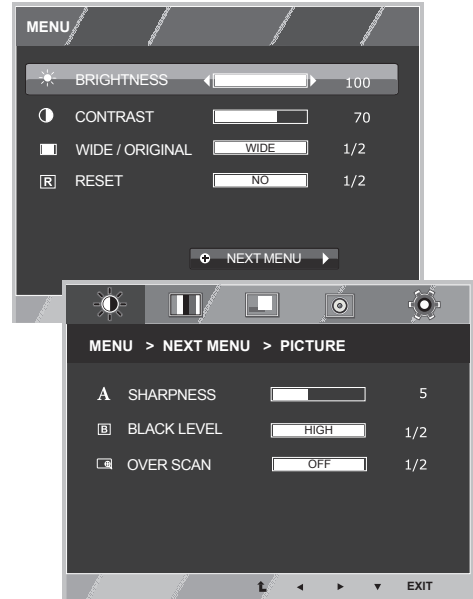 MENU
BRIGHTNESS 100
CONTRAST 70
WIDE / ORIGINAL WIDE 1/2
R RESET NO 1/2
NEXT MENU
MENU > NEXT MENU > PICTURE
A SHARPNESS 5
B BLACK LEVEL HIGH 1/2
OVER SCAN OFF 1/2
EXIT